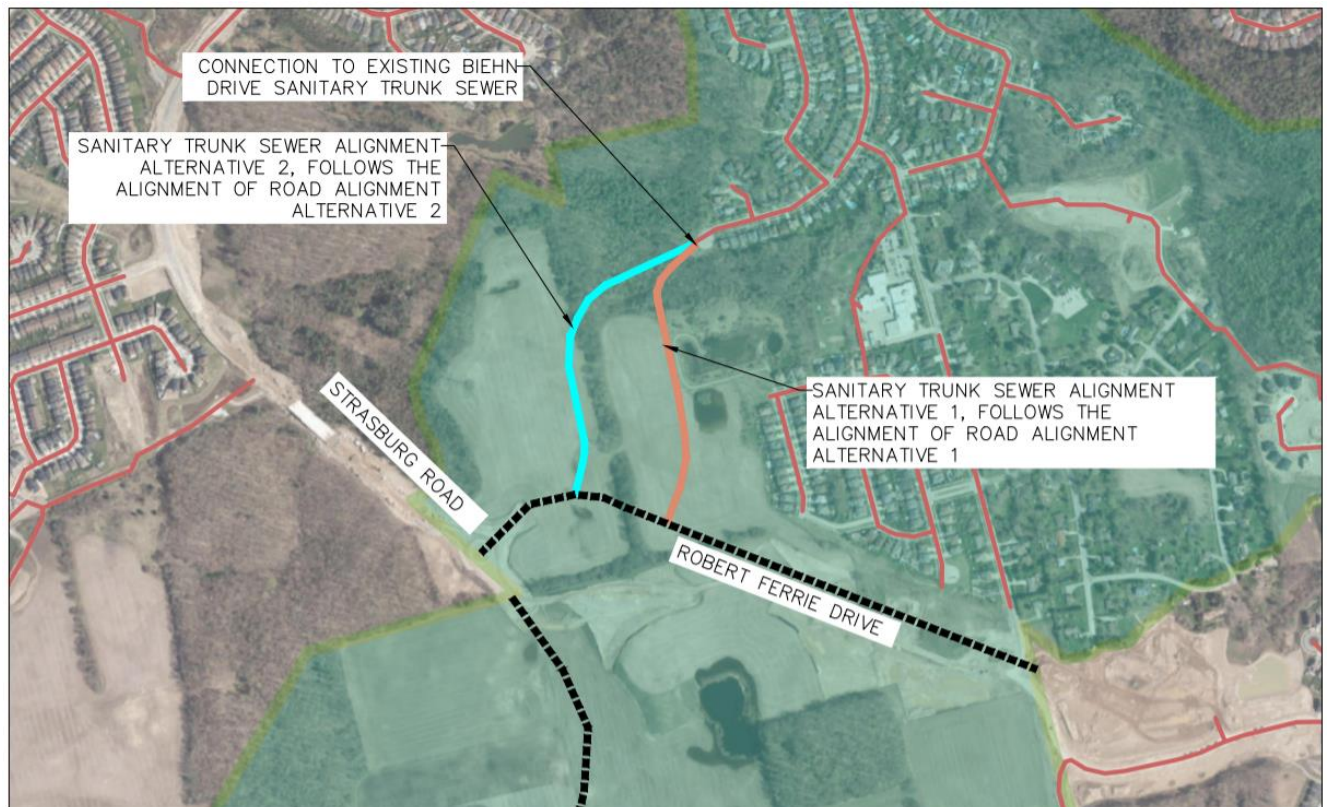 CONNECTION TO EXISTING BIEHN
DRIVE SANITARY TRUNK SEWER
SANITARY TRUNK SEWER ALIGNMENT
ALTERNATIVE 2, FOLLOWS THE
ALIGNMENT OF ROAD ALIGNMENT
ALTERNATIVE 2
STRASBURG ROAD
SANITARY TRUNK SEWER ALIGNMENT
ALTERNATIVE 1, FOLLOWS THE
ALIGNMENT OF ROAD ALIGNMENT
ALTERNATIVE 1
ROBERT FERRIE DRIVE